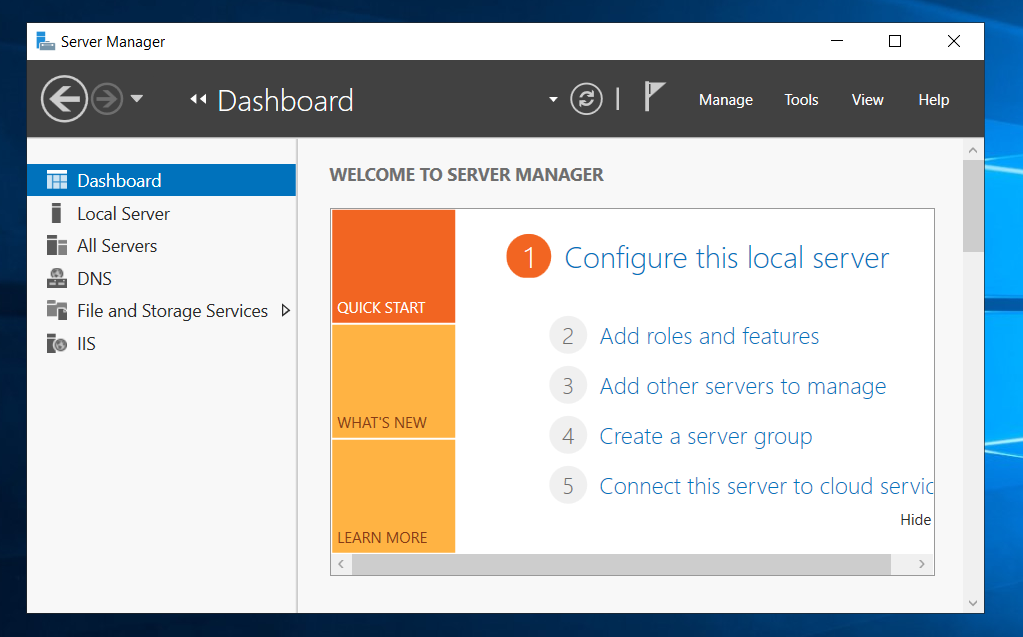 Server Manager
Dashboard
Manage Tools View Help
Dashboard
Local Server
All Servers
DNS
File and Storage Services
IIS
WELCOME TO SERVER MANAGER
QUICK START
WHAT'S NEW
LEARN MORE
1 Configure this local server
2 Add roles and features
3 Add other servers to manage
4 Create a server group
5 Connect this server to cloud servic
Hide